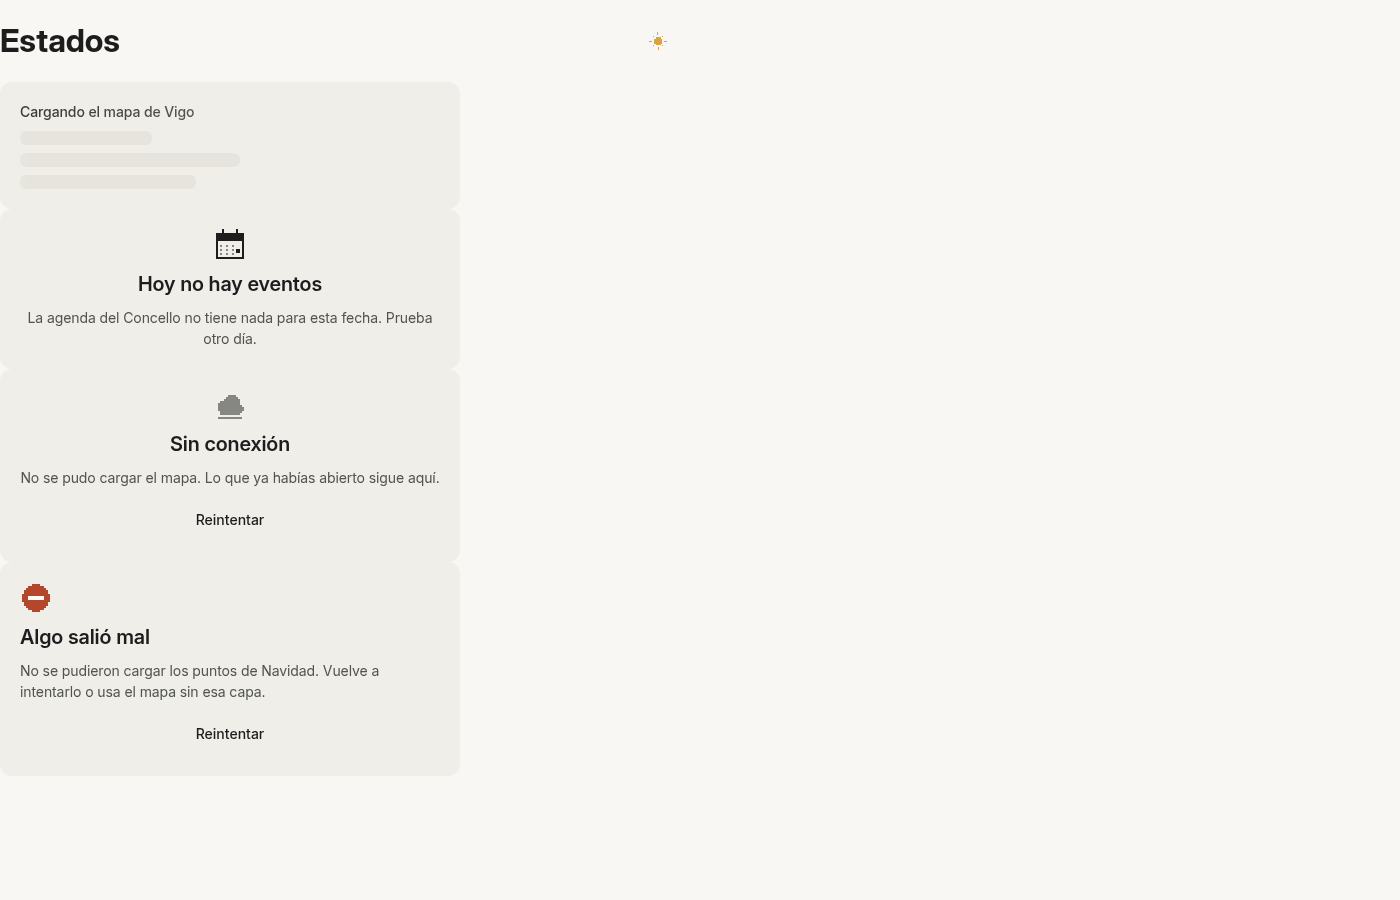 Estados
Cargando el mapa de Vigo
Hoy no hay eventos
La agenda del Concello no tiene nada para esta fecha. Prueba
otro día.
Sin conexión
No se pudo cargar el mapa. Lo que ya habías abierto sigue aquí.
Reintentar
Algo salió mal
No se pudieron cargar los puntos de Navidad. Vuelve a
intentarlo o usa el mapa sin esa capa.
Reintentar